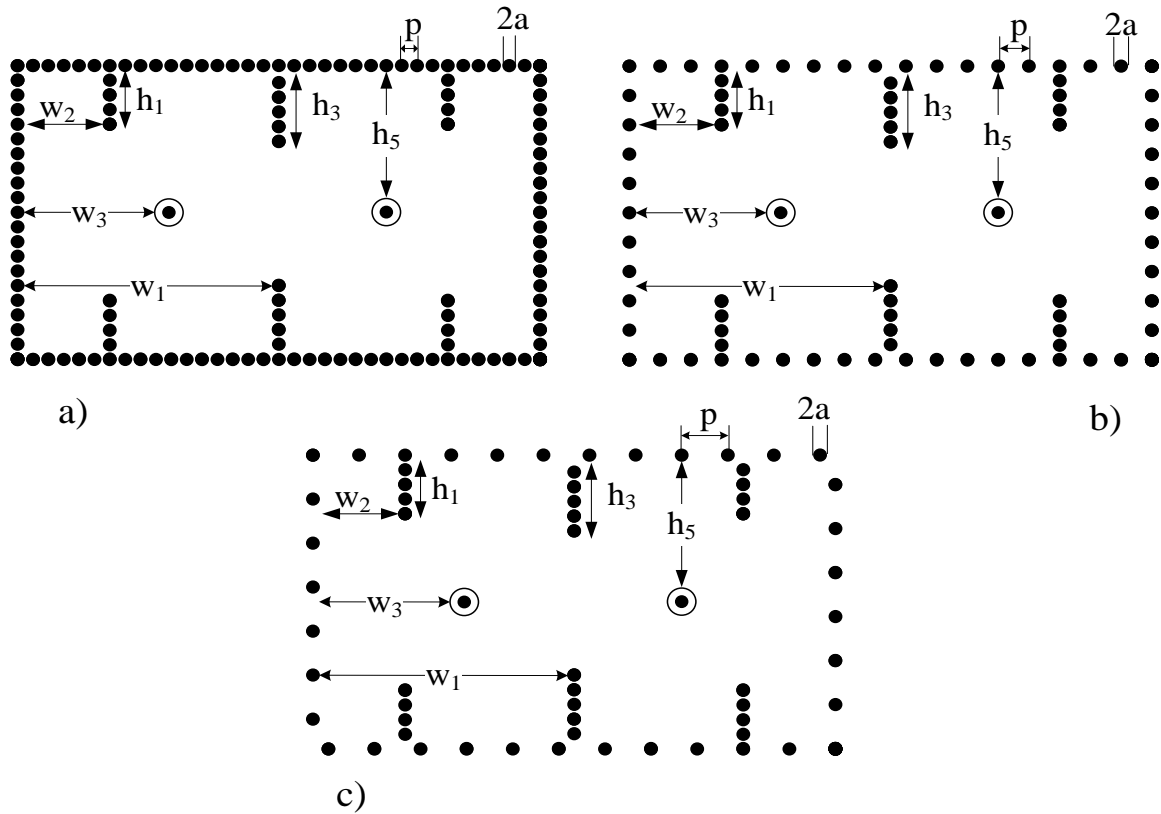 p 2a
h₁ h₃
w₂
h₅
w₃
w₁
a)
p 2a
h₁ h₃
w₂
h₅
w₃
w₁
b)
p 2a
h₁ h₃
w₂
h₅
w₃
w₁
c)